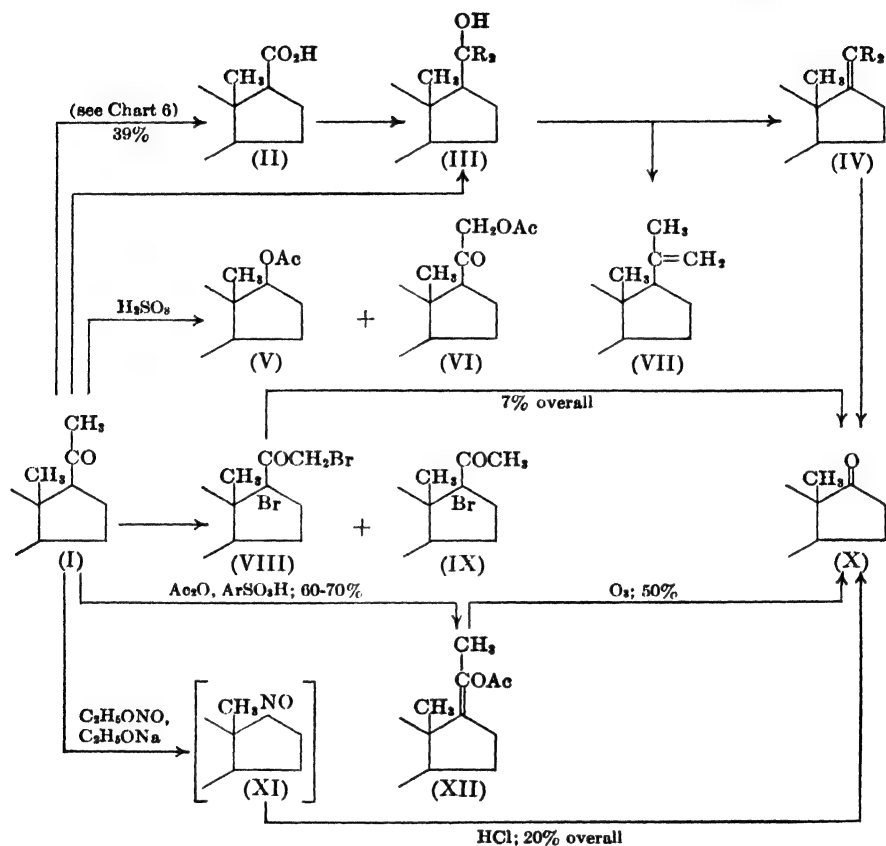 OH
CO₂H
CR₂
CR₂
CH₃
CH₃
CH₃
(see Chart 6)
39%
(II)
(III)
(IV)
CH₂OAc
CH₃
OAc
CO
C=CH₂
CH₃
CH₃
CH₃
H₂SO₈
+
(V)
(VI)
(VII)
7% overall
CH₃
CO
COCH₂Br
COCH₃
O
CH₃
CH₃
CH₃
CH₃
Br
Br
+
(I)
(VIII)
(IX)
(X)
Ac₂O, ArSO₃H; 60-70%
O₃; 50%
CH₃
COAc
C₂H₅ONO,
C₂H₅ONa
CH₃ NO
CH₃
(XI)
(XII)
HCl; 20% overall